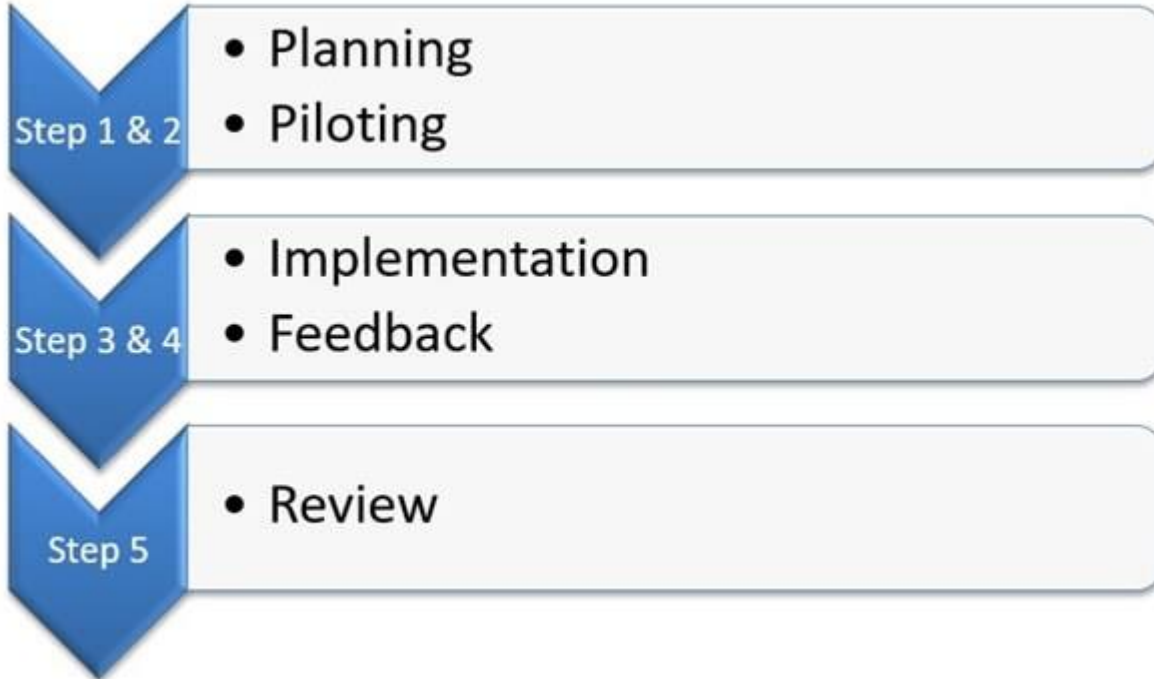 Step 1 & 2
• Planning
• Piloting
Step 3 & 4
• Implementation
• Feedback
Step 5
• Review